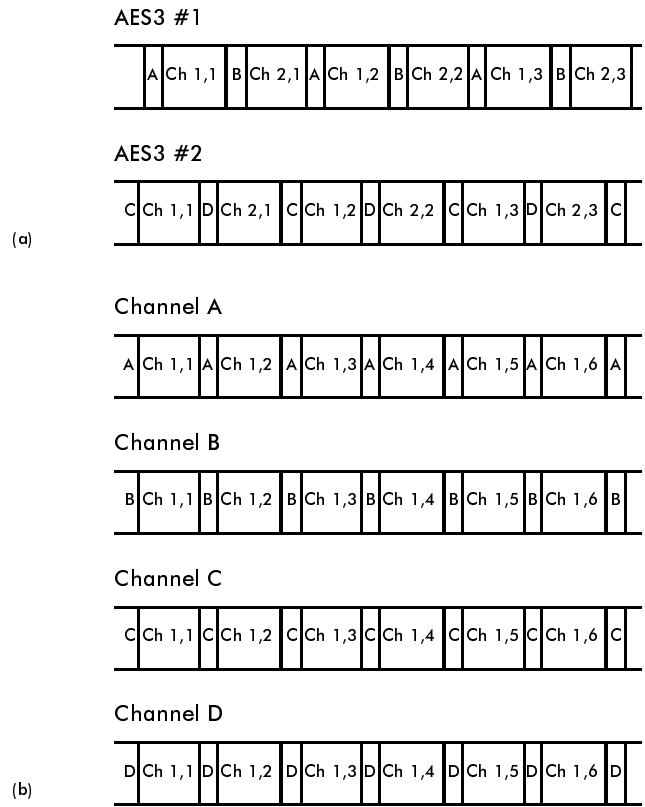 AES3 #1
A Ch 1,1 B Ch 2,1 A Ch 1,2 B Ch 2,2 A Ch 1,3 B Ch 2,3
AES3 #2
C Ch 1,1 D Ch 2,1 C Ch 1,2 D Ch 2,2 C Ch 1,3 D Ch 2,3 C
(a)
Channel A
A Ch 1,1 A Ch 1,2 A Ch 1,3 A Ch 1,4 A Ch 1,5 A Ch 1,6 A
Channel B
B Ch 1,1 B Ch 1,2 B Ch 1,3 B Ch 1,4 B Ch 1,5 B Ch 1,6 B
Channel C
C Ch 1,1 C Ch 1,2 C Ch 1,3 C Ch 1,4 C Ch 1,5 C Ch 1,6 C
Channel D
D Ch 1,1 D Ch 1,2 D Ch 1,3 D Ch 1,4 D Ch 1,5 D Ch 1,6 D
(b)